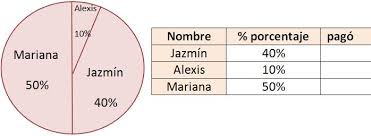 Alexis
10%
Mariana
50%
Jazmín
40%
Nombre % porcentaje pagó
Jazmín 40%
Alexis 10%
Mariana 50%